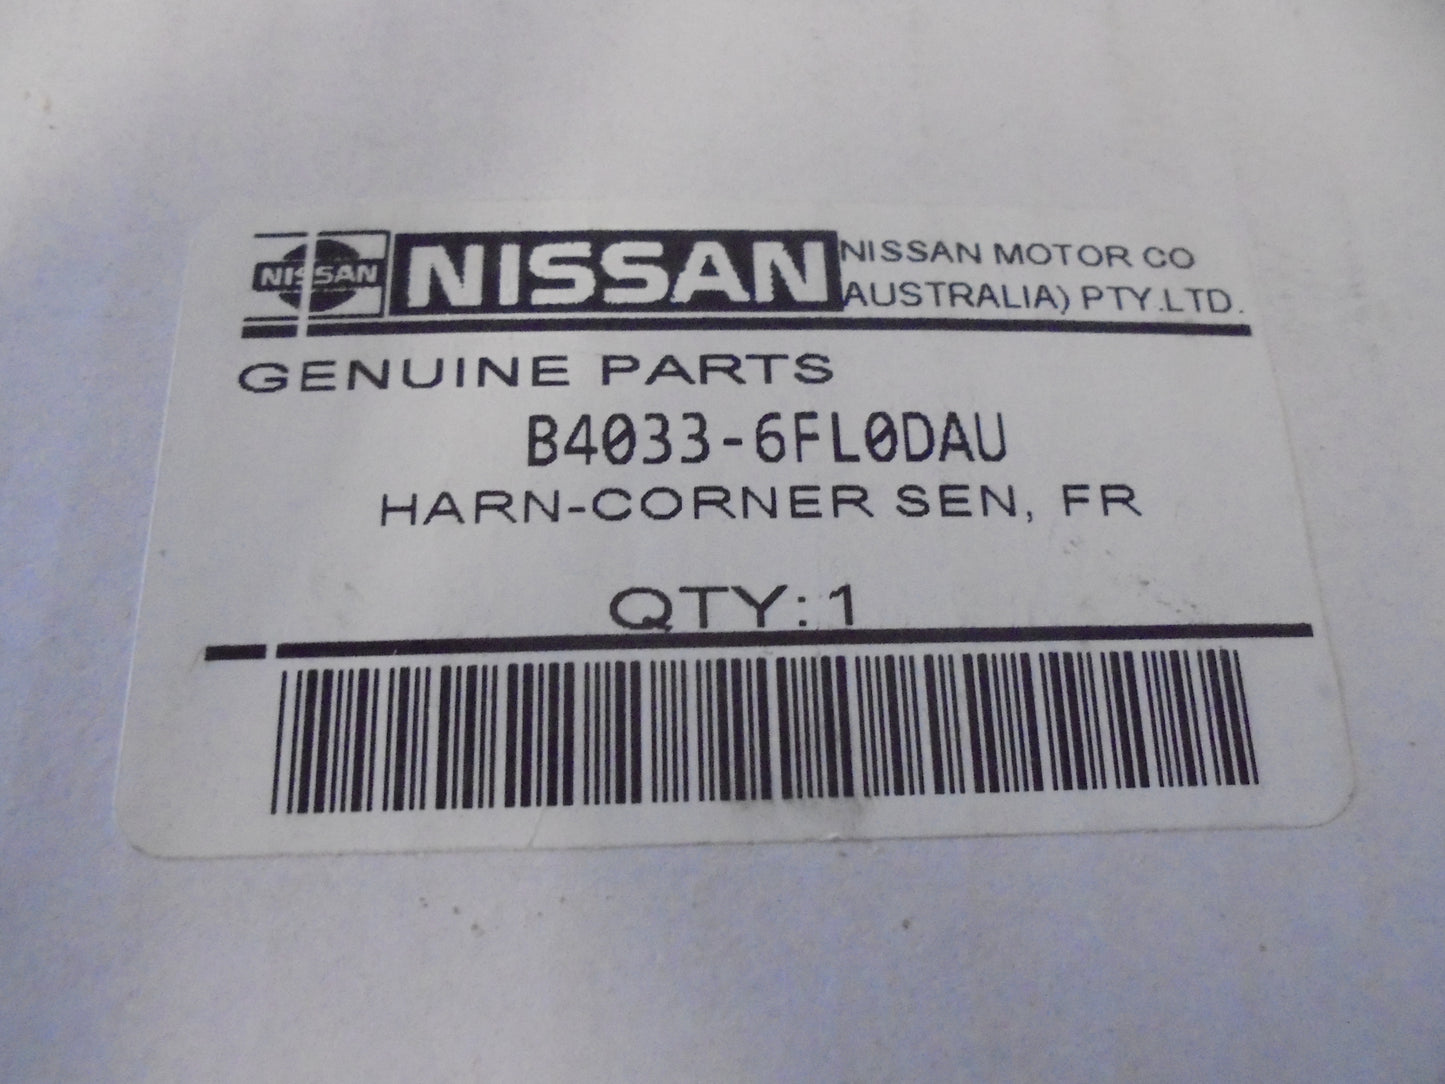 NISSAN NISSAN NISSAN MOTOR CO
AUSTRALIA) PTY.LTD.
GENUINE PARTS
B4033-6FL0DAU
HARN-CORNER SEN, FR
QTY:1